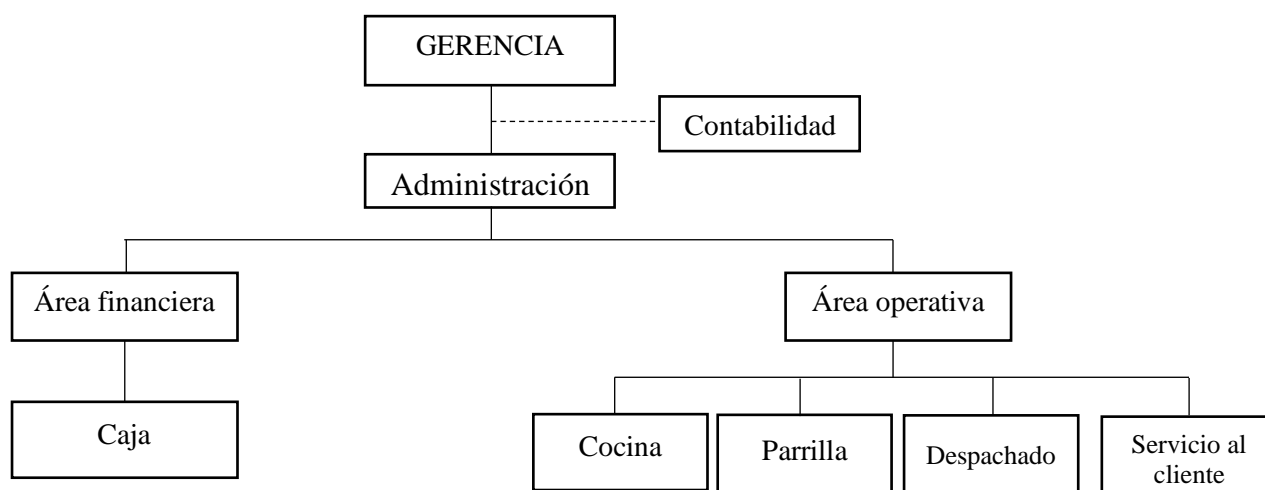 GERENCIA
Contabilidad
Administración
Área financiera
Área operativa
Caja
Cocina
Parrilla
Despachado
Servicio al
cliente